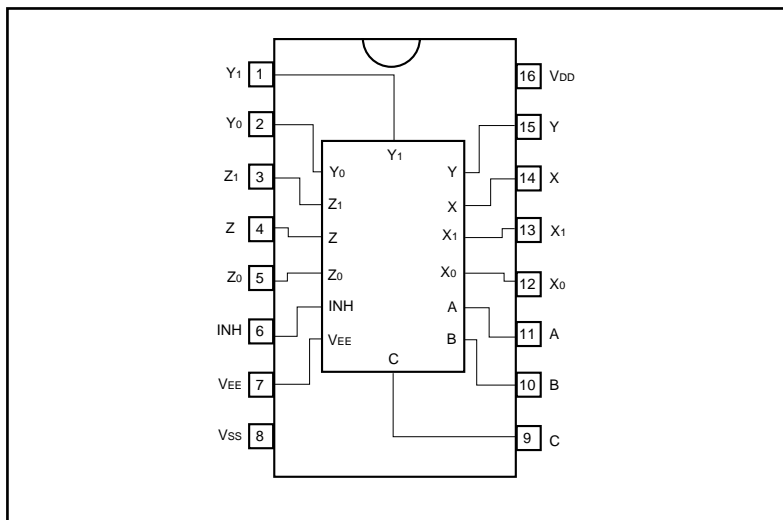 Y1 1
Y0 2
Z1 3
Z 4
Z0 5
INH 6
VEE 7
VSS 8
16 VDD
15 Y
14 X
13 X1
12 X0
11 A
10 B
9 C
Y1
Y0
Z1
Z
Z0
INH
VEE
C
Y
X
X1
X0
A
B